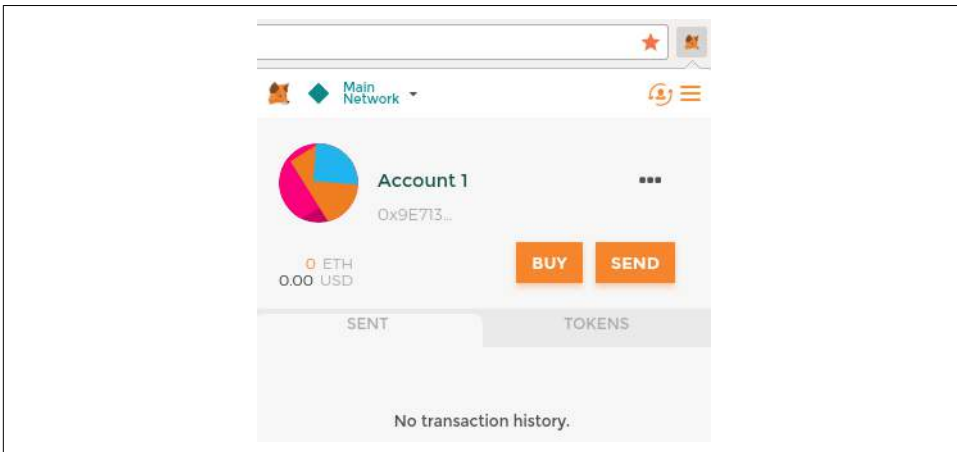 Main
Network
Account 1
0x9E713...
0 ETH
0.00 USD
BUY
SEND
SENT
TOKENS
No transaction history.